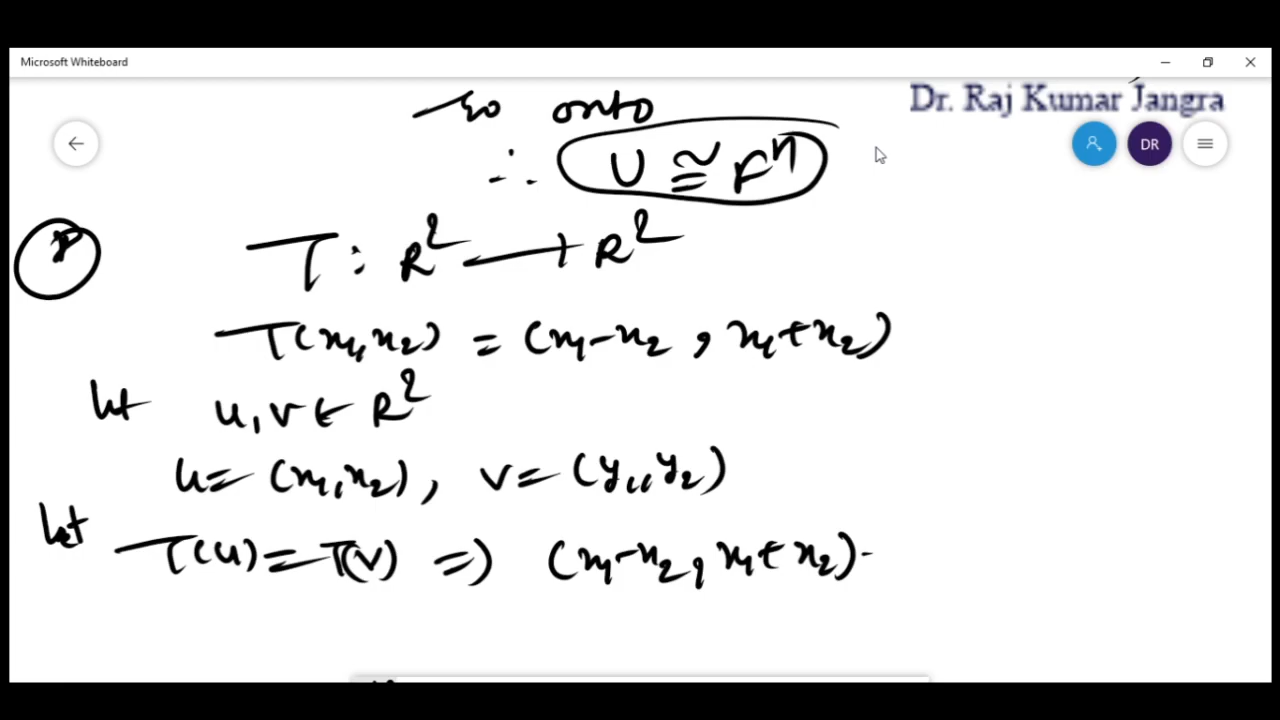 Microsoft Whiteboard
Dr. Raj Kumar Jangra
so onto
DR
∴ U ≅ Fⁿ
P
T : R² → R²
T(x₁, x₂) = (x₁ - x₂ , x₁ + x₂)
let u, v ∈ R²
u = (x₁, x₂), v = (y₁, y₂)
let T(u) = T(v) ⇒ (x₁ - x₂, x₁ + x₂) -